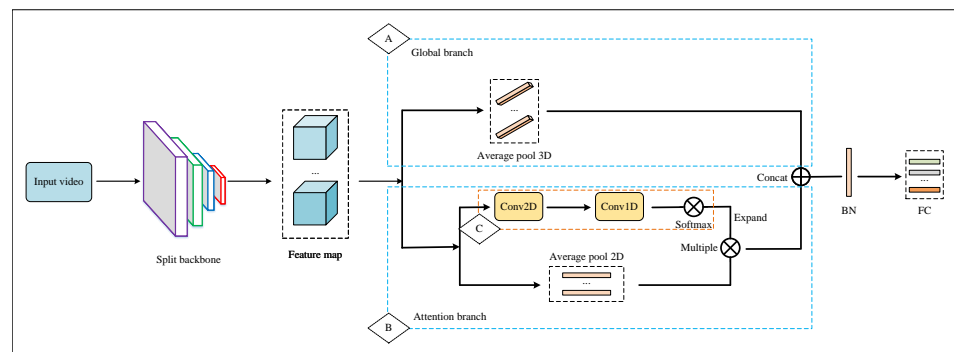 A
Global branch
...
Average pool 3D
Input video
Split backbone
...
Feature map
Concat
BN
...
FC
Conv2D
Conv1D
Softmax
Expand
C
Multiple
Average pool 2D
...
B
Attention branch